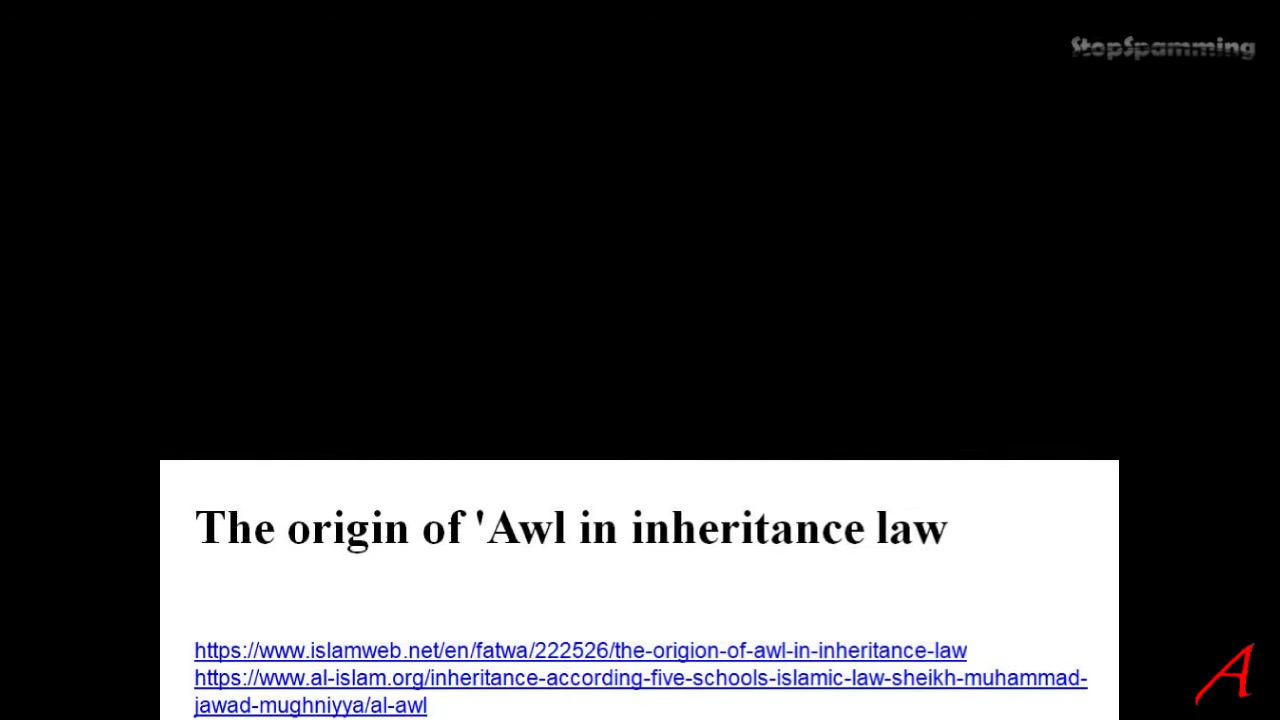 StopSpamming
The origin of 'Awl in inheritance law
https://www.islamweb.net/en/fatwa/222526/the-origion-of-awl-in-inheritance-law
https://www.al-islam.org/inheritance-according-five-schools-islamic-law-sheikh-muhammad-
jawad-mughniyya/al-awl
A